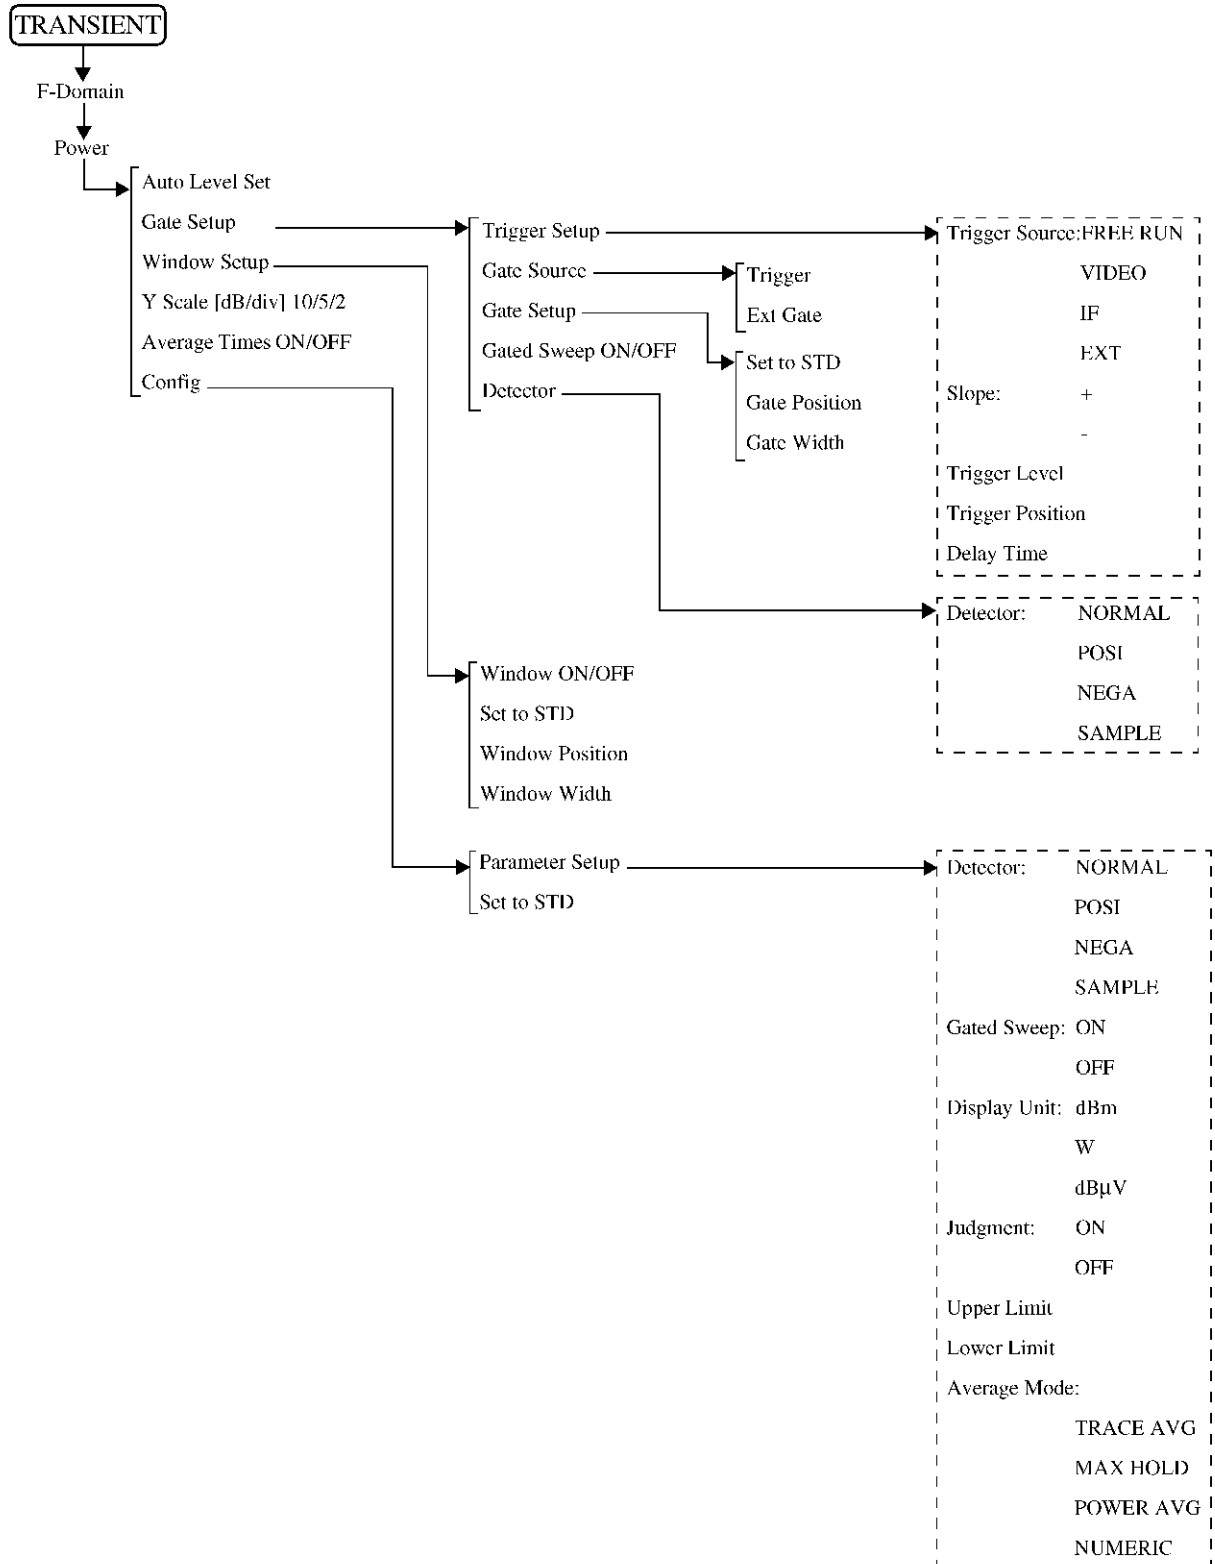 TRANSIENT
F-Domain
Power
Auto Level Set
Gate Setup
Window Setup
Y Scale [dB/div] 10/5/2
Average Times ON/OFF
Config
Trigger Setup
Gate Source
Gate Setup
Gated Sweep ON/OFF
Detector
Trigger
Ext Gate
Set to STD
Gate Position
Gate Width
Trigger Source:FREE RUN
VIDEO
IF
EXT
Slope: +
-
Trigger Level
Trigger Position
Delay Time
Detector: NORMAL
POSI
NEGA
SAMPLE
Window ON/OFF
Set to STD
Window Position
Window Width
Parameter Setup
Set to STD
Detector: NORMAL
POSI
NEGA
SAMPLE
Gated Sweep: ON
OFF
Display Unit: dBm
W
dBµV
Judgment: ON
OFF
Upper Limit
Lower Limit
Average Mode:
TRACE AVG
MAX HOLD
POWER AVG
NUMERIC